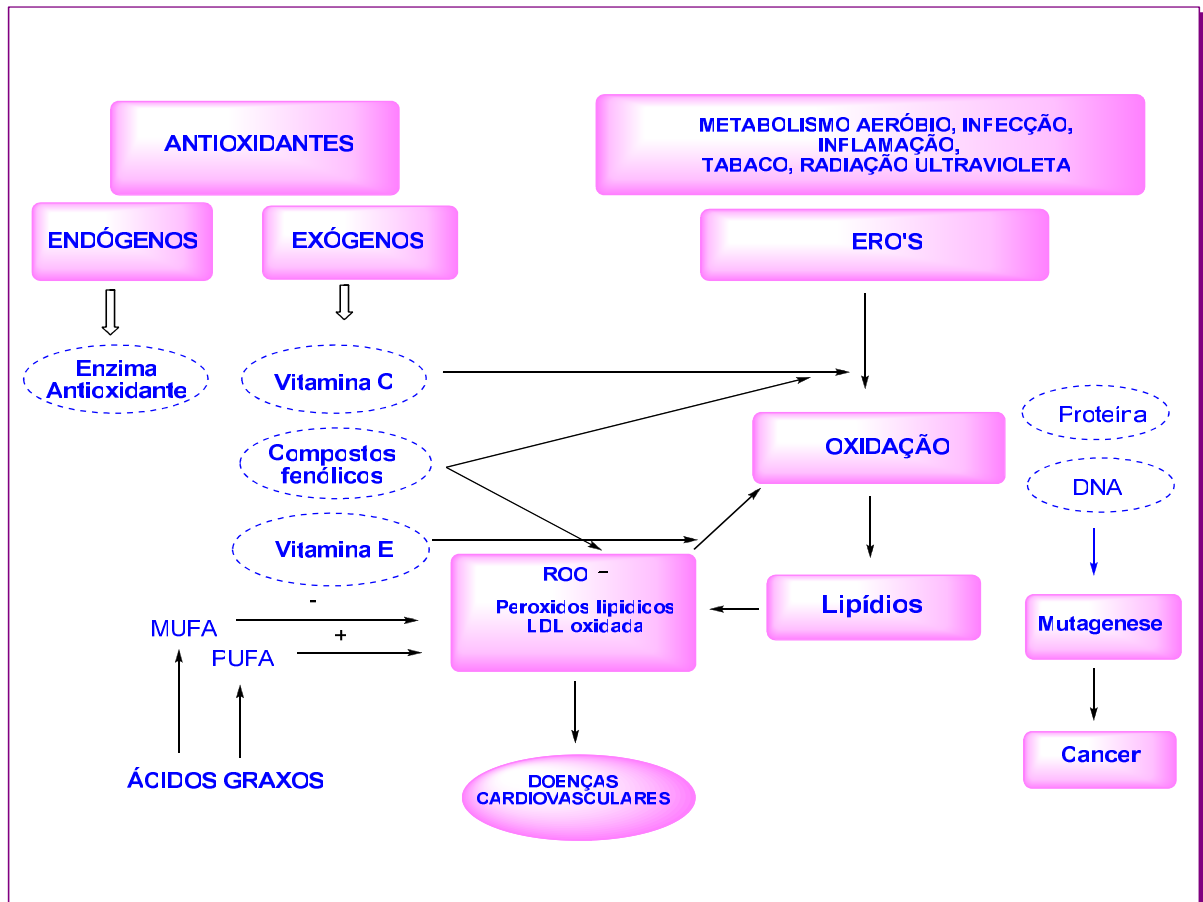 ANTIOXIDANTES
METABOLISMO AERÓBIO, INFECÇÃO,
INFLAMAÇÃO,
TABACO, RADIAÇÃO ULTRAVIOLETA
ENDÓGENOS
EXÓGENOS
ERO'S
Enzima
Antioxidante
Vitamina C
Compostos
fenólicos
Vitamina E
OXIDAÇÃO
Proteína
DNA
ROO -
Peroxidos lipidicos
LDL oxidada
Lipídios
Mutagenese
-
MUFA
+
PUFA
Cancer
ÁCIDOS GRAXOS
DOENÇAS
CARDIOVASCULARES